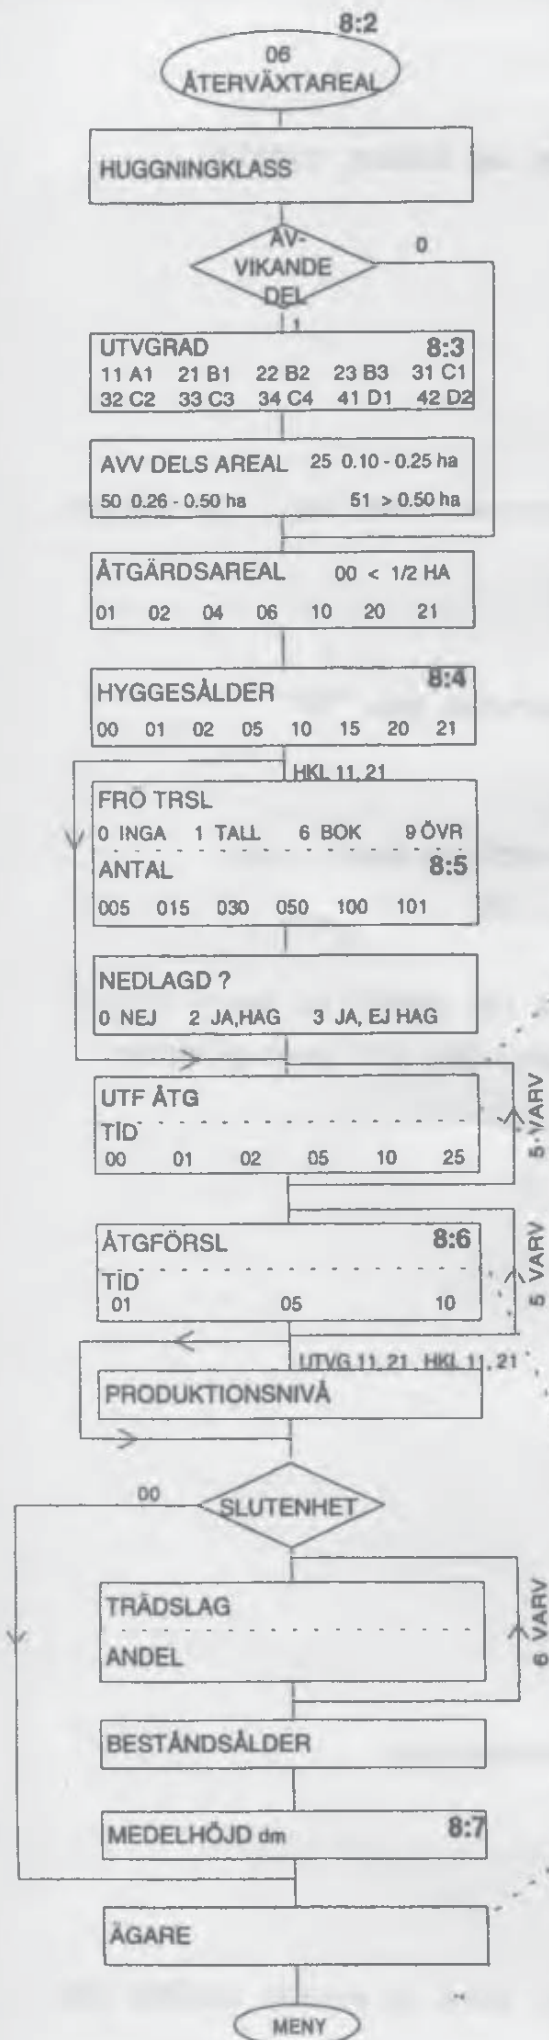 8:2
06
ÅTERVÄXTAREAL
HUGGNINGKLASS
AV-
VIKANDE
DEL
0
1
UTVGRAD 8:3
11 A1 21 B1 22 B2 23 B3 31 C1
32 C2 33 C3 34 C4 41 D1 42 D2
AVV DELS AREAL 25 0.10 - 0.25 ha
50 0.26 - 0.50 ha 51 > 0.50 ha
ÅTGÄRDSAREAL 00 < 1/2 HA
01 02 04 06 10 20 21
HYGGESÅLDER 8:4
00 01 02 05 10 15 20 21
HKL 11, 21
FRÖ TRSL
0 INGA 1 TALL 6 BOK 9 ÖVR
ANTAL 8:5
005 015 030 050 100 101
NEDLAGD ?
0 NEJ 2 JA,HAG 3 JA, EJ HAG
UTF ÅTG
TID
00 01 02 05 10 25
5 VARV
ÅTGFÖRSL 8:6
TID
01 05 10
5 VARV
UTVG 11, 21 HKL 11, 21
PRODUKTIONSNIVÅ
00
SLUTENHET
TRÄDSLAG
ANDEL
6 VARV
BESTÅNDSÅLDER
MEDELHÖJD dm 8:7
ÄGARE
MENY